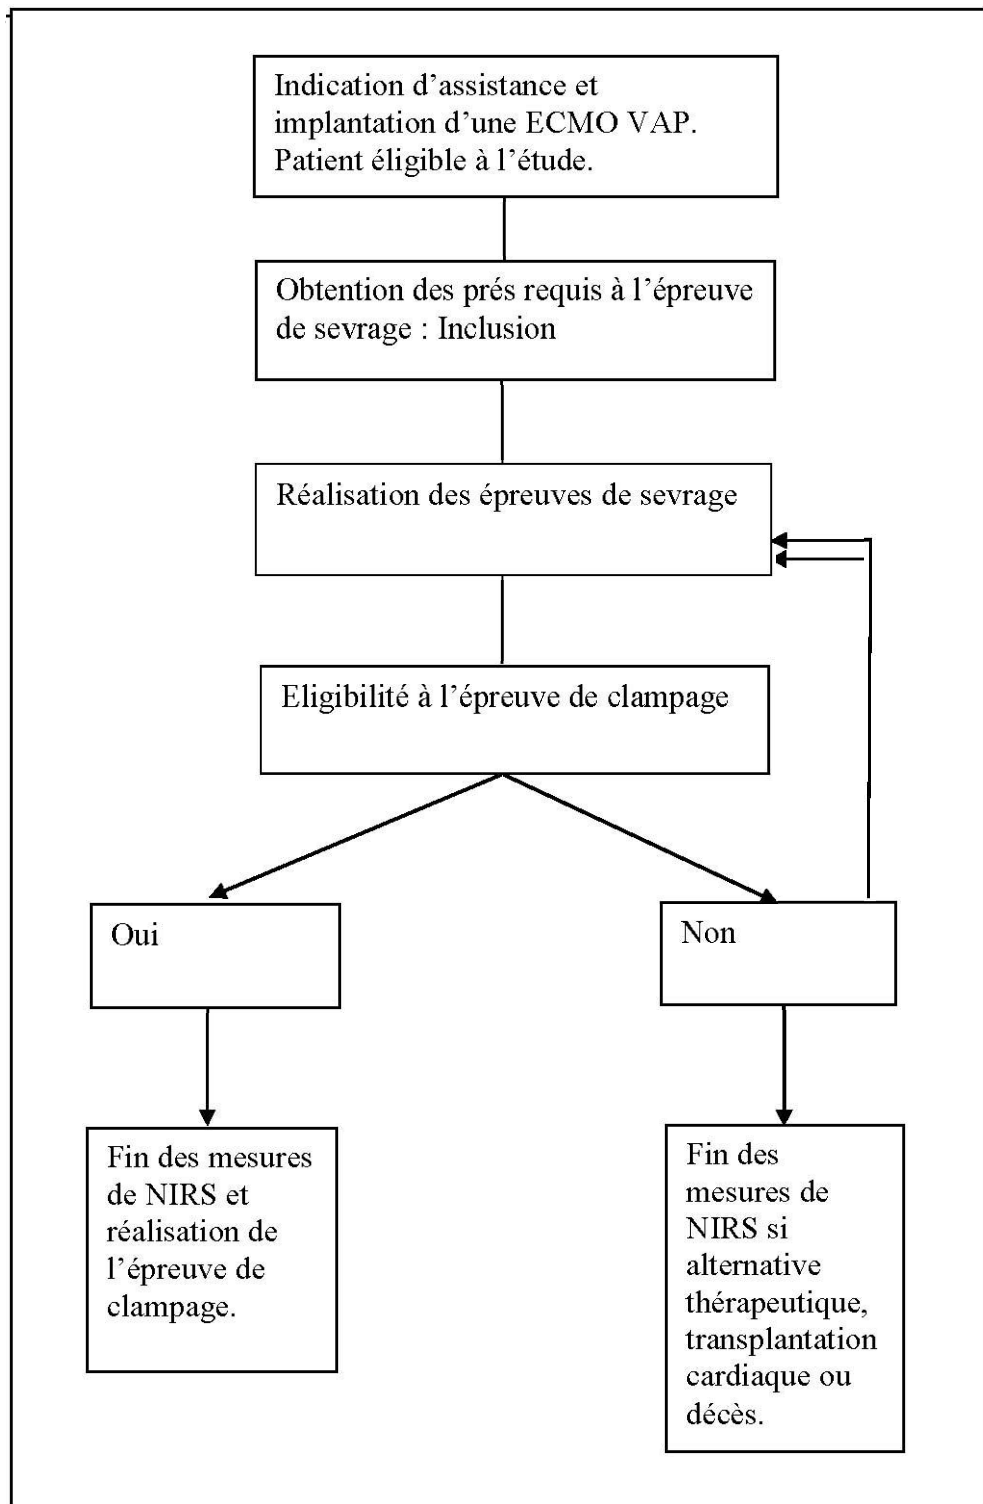 Indication d’assistance et
implantation d’une ECMO VAP.
Patient éligible à l’étude.
Obtention des prés requis à l’épreuve
de sevrage : Inclusion
Réalisation des épreuves de sevrage
Eligibilité à l’épreuve de clampage
Oui
Non
Fin des mesures
de NIRS et
réalisation de
l’épreuve de
clampage.
Fin des
mesures de
NIRS si
alternative
thérapeutique,
transplantation
cardiaque ou
décès.